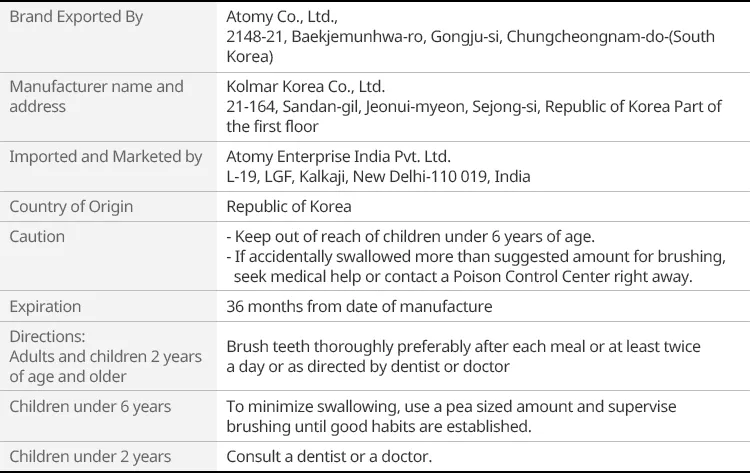 Brand Exported By
Atomy Co., Ltd.,
2148-21, Baekjemunhwa-ro, Gongju-si, Chungcheongnam-do-(South
Korea)
Manufacturer name and
address
Kolmar Korea Co., Ltd.
21-164, Sandan-gil, Jeonui-myeon, Sejong-si, Republic of Korea Part of
the first floor
Imported and Marketed by
Atomy Enterprise India Pvt. Ltd.
L-19, LGF, Kalkaji, New Delhi-110 019, India
Country of Origin
Republic of Korea
Caution
- Keep out of reach of children under 6 years of age.
- If accidentally swallowed more than suggested amount for brushing,
seek medical help or contact a Poison Control Center right away.
Expiration
36 months from date of manufacture
Directions:
Adults and children 2 years
of age and older
Brush teeth thoroughly preferably after each meal or at least twice
a day or as directed by dentist or doctor
Children under 6 years
To minimize swallowing, use a pea sized amount and supervise
brushing until good habits are established.
Children under 2 years
Consult a dentist or a doctor.